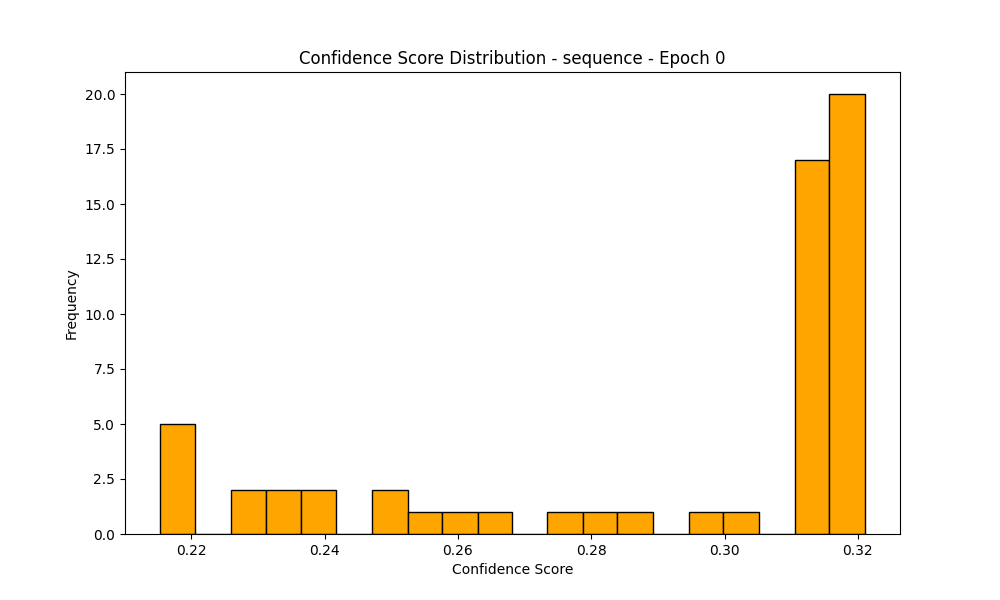 Confidence Score Distribution - sequence - Epoch 0
20.0
17.5
15.0
12.5
10.0
7.5
5.0
2.5
0.0
Frequency
0.22 0.24 0.26 0.28 0.30 0.32
Confidence Score